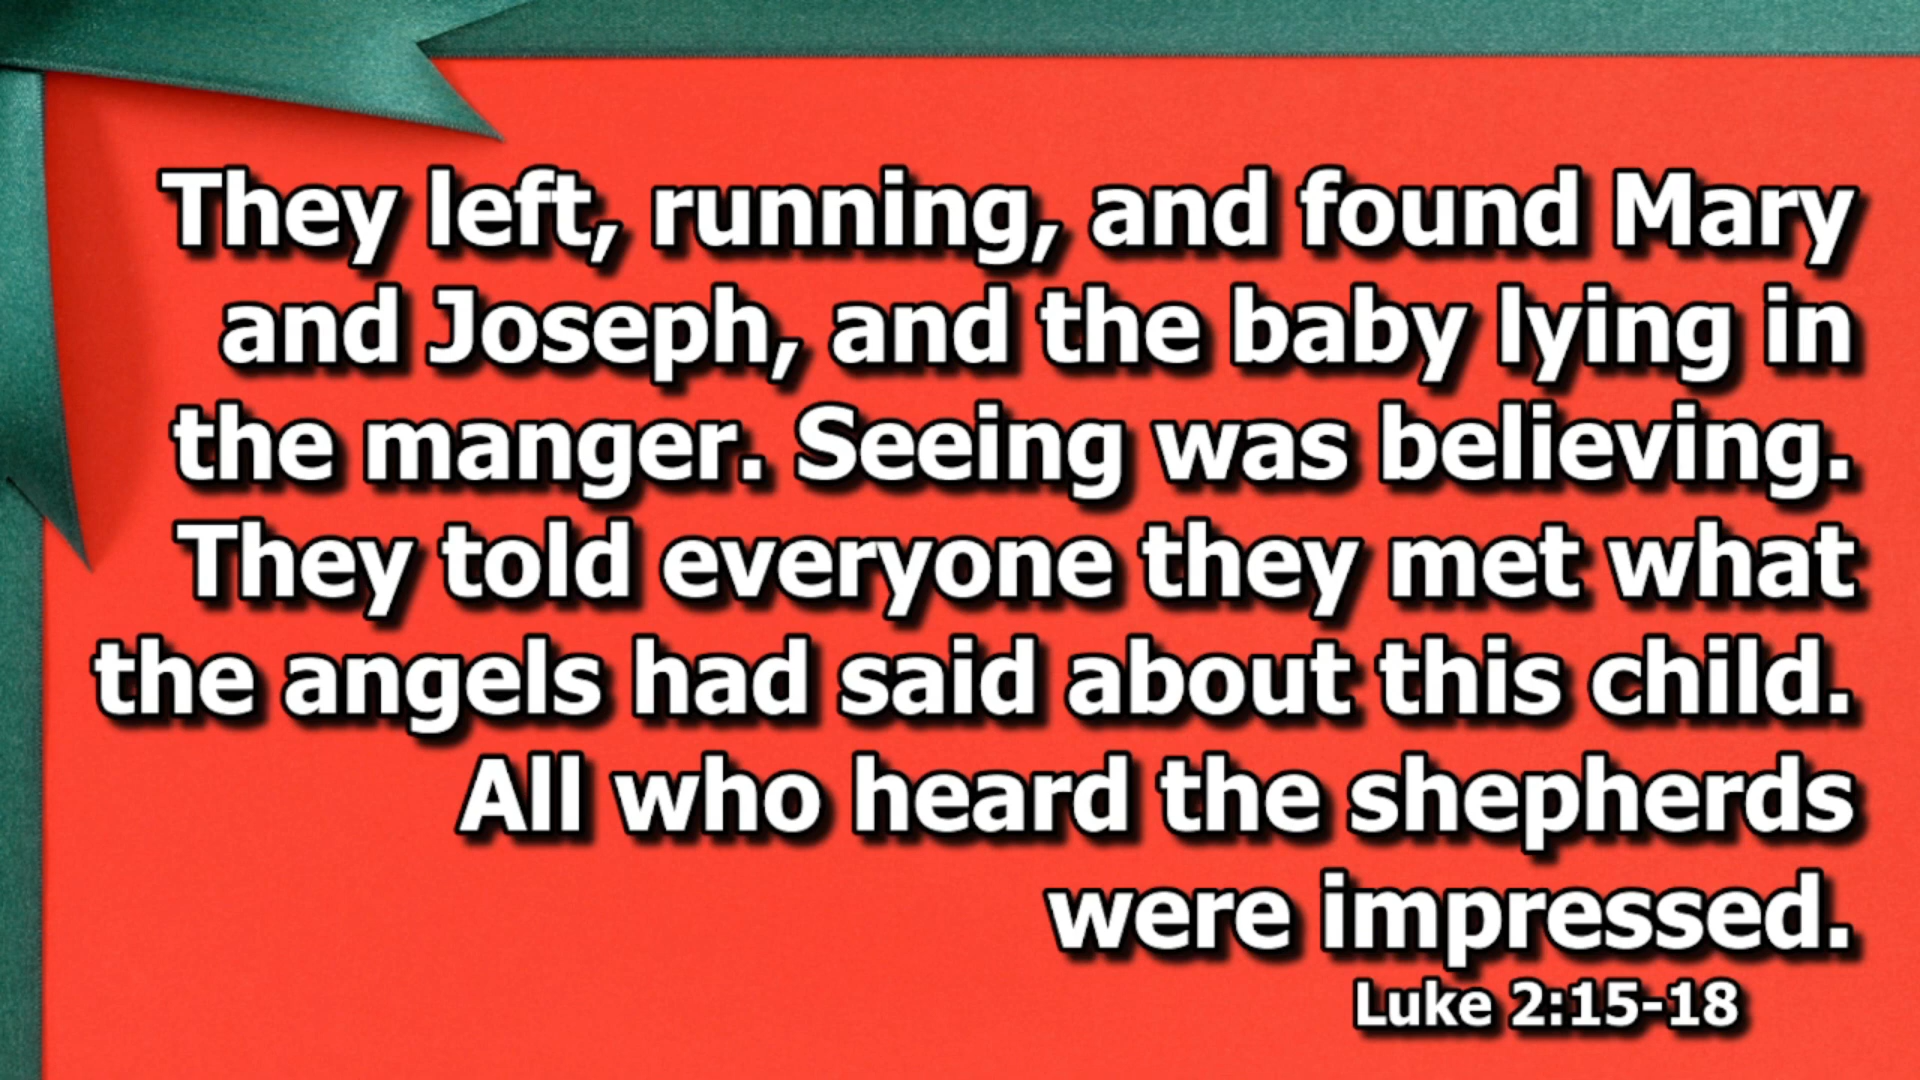 They left, running, and found Mary
and Joseph, and the baby lying in
the manger. Seeing was believing.
They told everyone they met what
the angels had said about this child.
All who heard the shepherds
were impressed.
Luke 2:15-18